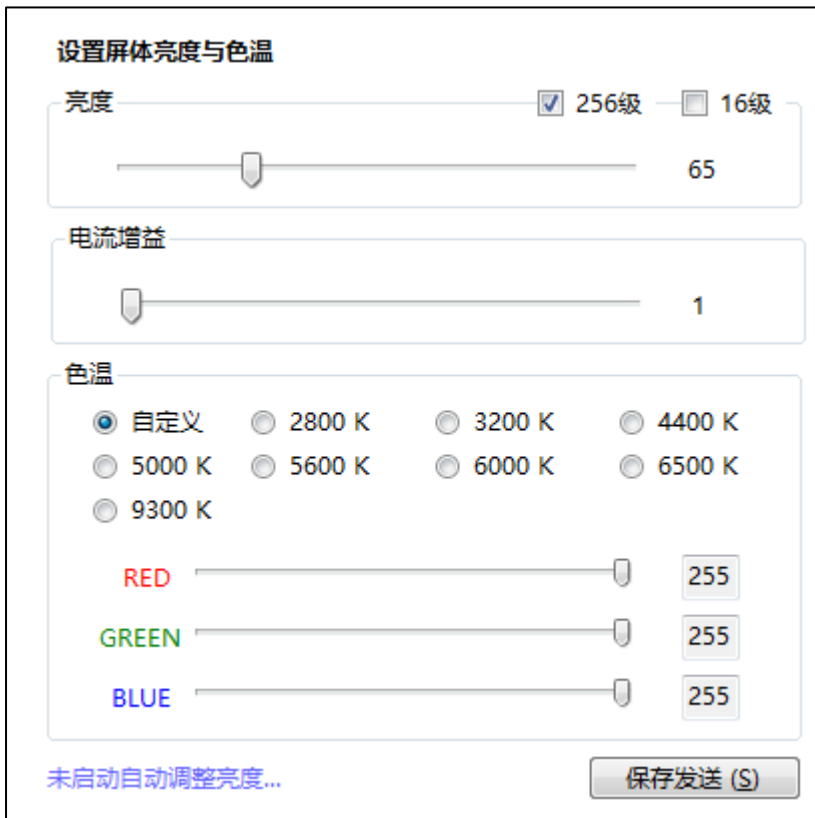 设置屏体亮度与色温
亮度 256级 16级
65
电流增益
1
色温
自定义 2800 K 3200 K 4400 K
5000 K 5600 K 6000 K 6500 K
9300 K
RED 255
GREEN 255
BLUE 255
未启动自动调整亮度... 保存发送 (S)